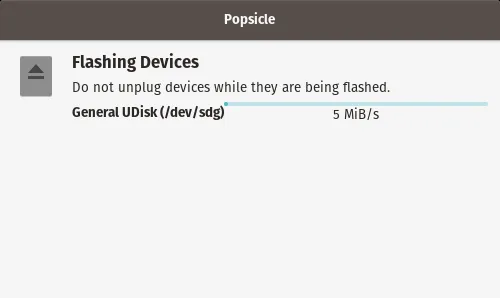 Popsicle
Flashing Devices
Do not unplug devices while they are being flashed.
General UDisk (/dev/sdg)
5 MiB/s